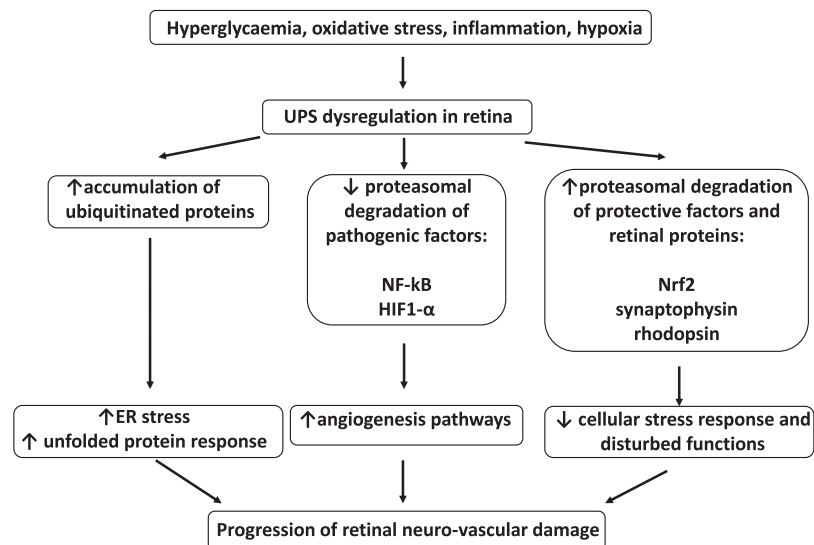 Hyperglycaemia, oxidative stress, inflammation, hypoxia
UPS dysregulation in retina
↑accumulation of
ubiquitinated proteins
↓ proteasomal
degradation of
pathogenic factors:
NF-kB
HIF1-α
↑proteasomal degradation
of protective factors and
retinal proteins:
Nrf2
synaptophysin
rhodopsin
↑ER stress
↑ unfolded protein response
↑angiogenesis pathways
↓ cellular stress response and
disturbed functions
Progression of retinal neuro-vascular damage